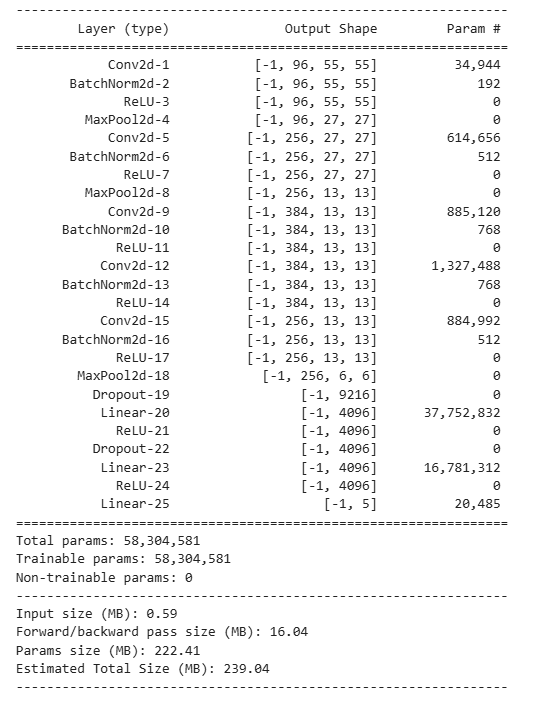 ----------------------------------------------------------------
Layer (type) Output Shape Param #
================================================================
Conv2d-1 [-1, 96, 55, 55] 34,944
BatchNorm2d-2 [-1, 96, 55, 55] 192
ReLU-3 [-1, 96, 55, 55] 0
MaxPool2d-4 [-1, 96, 27, 27] 0
Conv2d-5 [-1, 256, 27, 27] 614,656
BatchNorm2d-6 [-1, 256, 27, 27] 512
ReLU-7 [-1, 256, 27, 27] 0
MaxPool2d-8 [-1, 256, 13, 13] 0
Conv2d-9 [-1, 384, 13, 13] 885,120
BatchNorm2d-10 [-1, 384, 13, 13] 768
ReLU-11 [-1, 384, 13, 13] 0
Conv2d-12 [-1, 384, 13, 13] 1,327,488
BatchNorm2d-13 [-1, 384, 13, 13] 768
ReLU-14 [-1, 384, 13, 13] 0
Conv2d-15 [-1, 256, 13, 13] 884,992
BatchNorm2d-16 [-1, 256, 13, 13] 512
ReLU-17 [-1, 256, 13, 13] 0
MaxPool2d-18 [-1, 256, 6, 6] 0
Dropout-19 [-1, 9216] 0
Linear-20 [-1, 4096] 37,752,832
ReLU-21 [-1, 4096] 0
Dropout-22 [-1, 4096] 0
Linear-23 [-1, 4096] 16,781,312
ReLU-24 [-1, 4096] 0
Linear-25 [-1, 5] 20,485
================================================================
Total params: 58,304,581
Trainable params: 58,304,581
Non-trainable params: 0
----------------------------------------------------------------
Input size (MB): 0.59
Forward/backward pass size (MB): 16.04
Params size (MB): 222.41
Estimated Total Size (MB): 239.04
----------------------------------------------------------------